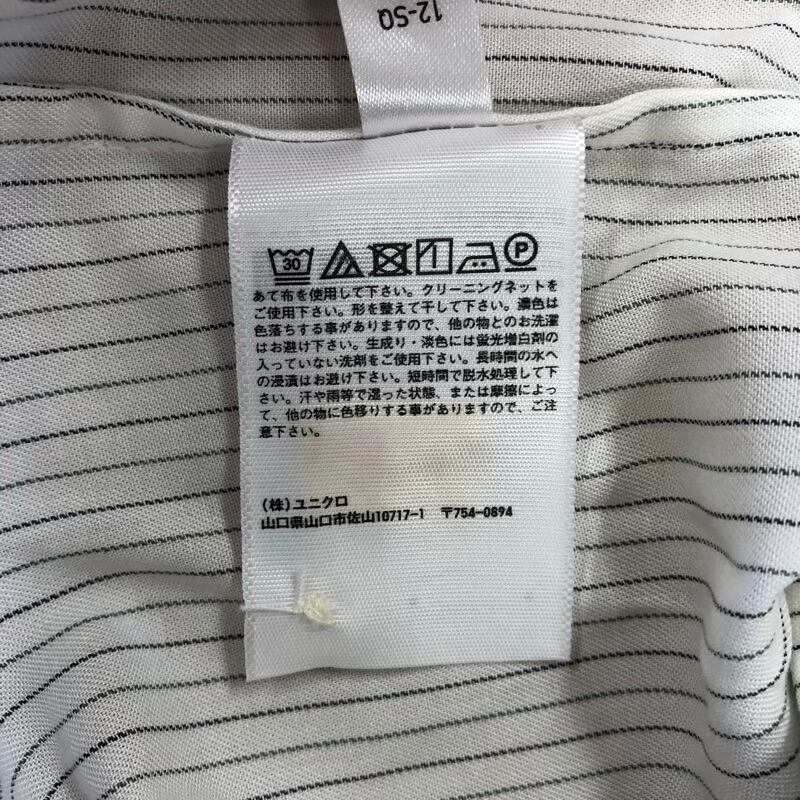 12-SQ
30 P
あて布を使用して下さい。クリーニングネットを
ご使用下さい。形を整えて干して下さい。濃色は
色落ちする事がありますので、他の物とのお洗濯
はお避け下さい。生成り・淡色には蛍光増白剤の
入っていない洗剤をご使用下さい。長時間の水へ
の浸漬はお避け下さい。短時間で脱水処理して下
さい。汗や雨等で湿った状態、または摩擦によっ
て、他の物に色移りする事がありますので、ご注
意下さい。
(株)ユニクロ
山口県山口市佐山10717-1 〒754-0894